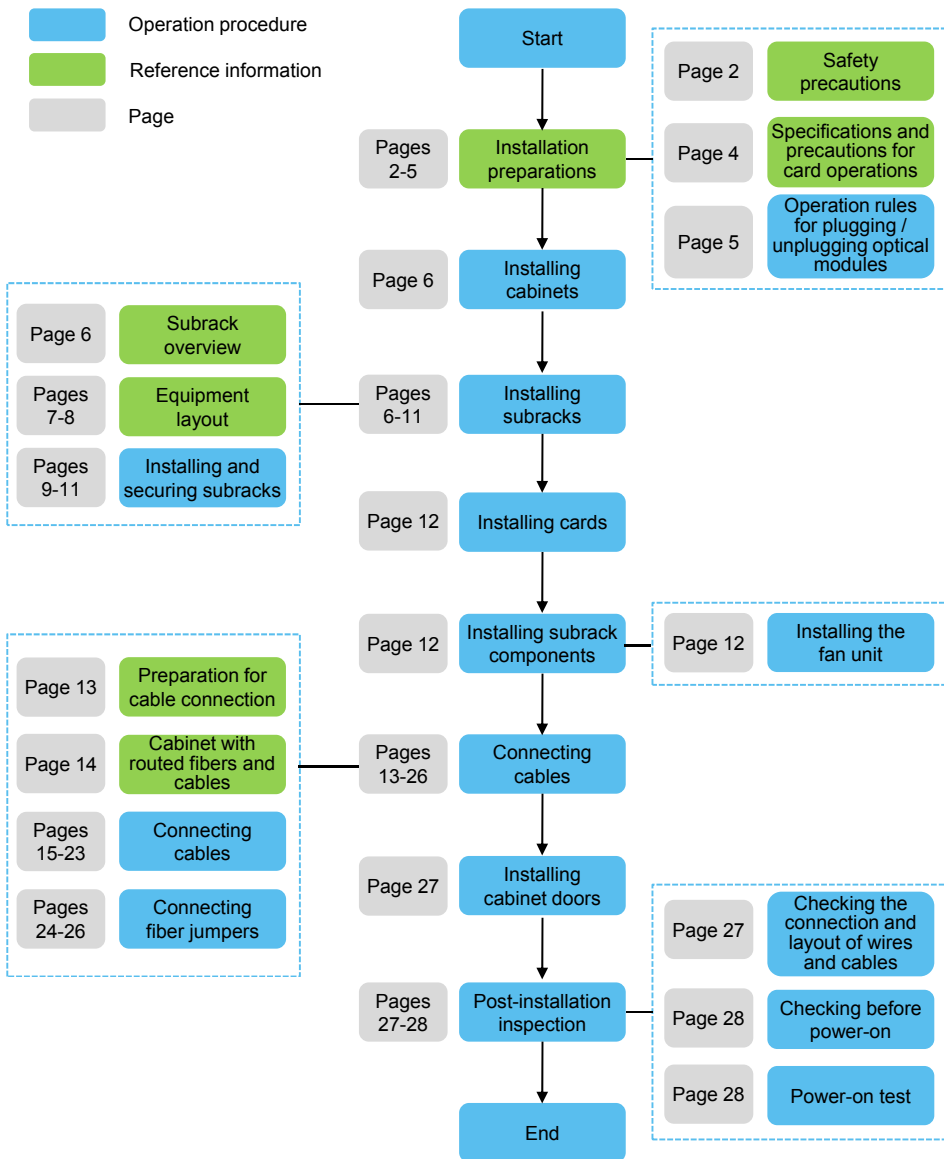 Operation procedure
Reference information
Page
Start
Page 2
Safety
precautions
Page 4
Specifications and
precautions for
card operations
Page 5
Operation rules
for plugging /
unplugging optical
modules
Pages
2-5
Installation
preparations
Page 6
Installing
cabinets
Page 6
Subrack
overview
Pages
7-8
Equipment
layout
Pages
9-11
Installing and
securing subracks
Pages
6-11
Installing
subracks
Page 12
Installing cards
Page 12
Installing subrack
components
Page 12
Installing the
fan unit
Page 13
Preparation for
cable connection
Page 14
Cabinet with
routed fibers and
cables
Pages
15-23
Connecting
cables
Pages
24-26
Connecting
fiber jumpers
Pages
13-26
Connecting
cables
Page 27
Installing
cabinet doors
Pages
27-28
Post-installation
inspection
Page 27
Checking the
connection and
layout of wires
and cables
Page 28
Checking before
power-on
Page 28
Power-on test
End